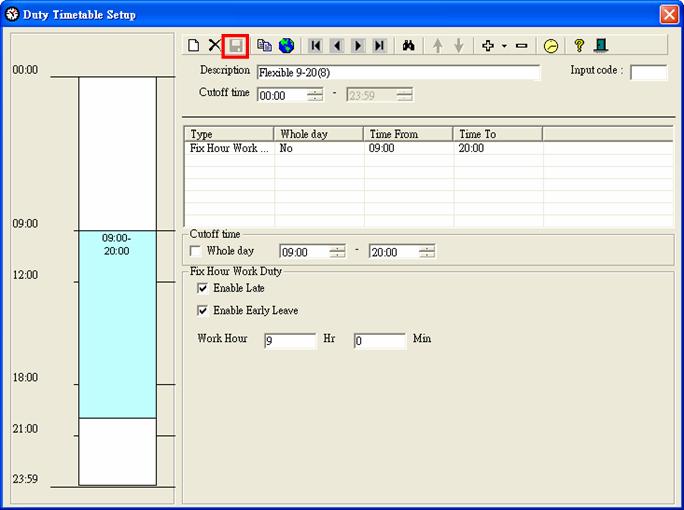 Duty Timetable Setup
00:00
09:00
09:00-
20:00
12:00
18:00
21:00
23:59
Description Flexible 9-20(8) Input code :
Cutoff time 00:00 - 23:59
Type Whole day Time From Time To
Fix Hour Work ... No 09:00 20:00
Cutoff time
Whole day 09:00 - 20:00
Fix Hour Work Duty
Enable Late
Enable Early Leave
Work Hour 9 Hr 0 Min